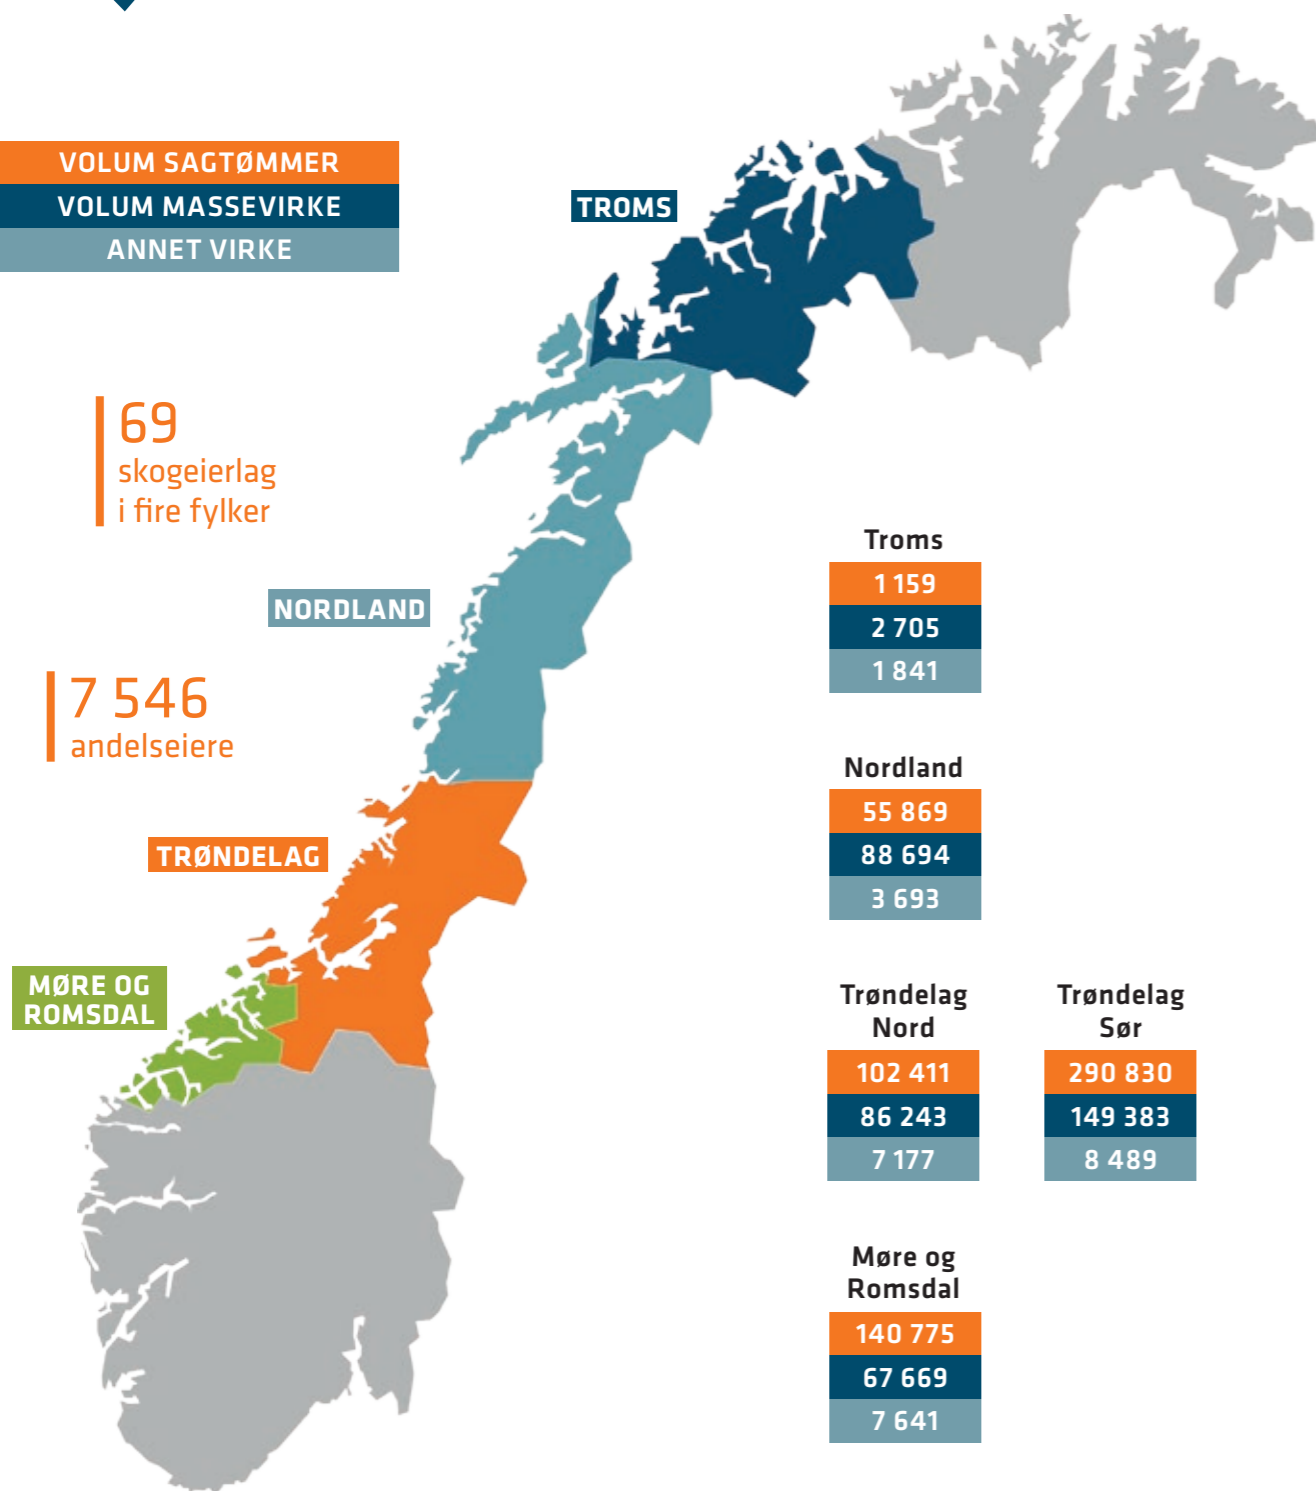 VOLUM SAGTØMMER
VOLUM MASSEVIRKE
ANNET VIRKE
TROMS
69
skogeierlag
i fire fylker
NORDLAND
7 546
andelseiere
TRØNDELAG
MØRE OG
ROMSDAL
Troms
1 159
2 705
1 841
Nordland
55 869
88 694
3 693
Trøndelag
Nord
102 411
86 243
7 177
Trøndelag
Sør
290 830
149 383
8 489
Møre og
Romsdal
140 775
67 669
7 641